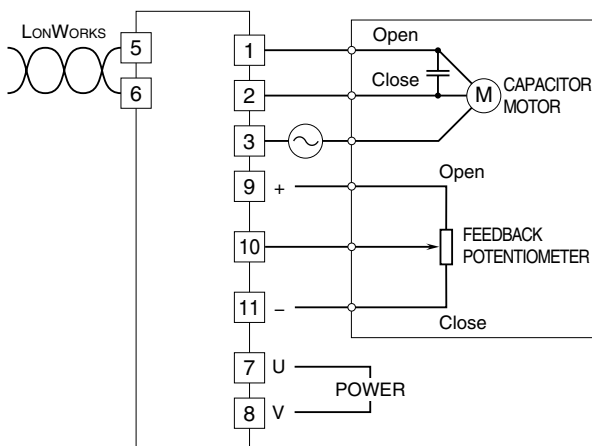 LONWORKS
5
6
1
Open
2
Close
M
CAPACITOR
MOTOR
3
9
+
Open
10
FEEDBACK
POTENTIOMETER
11
–
Close
7
U
POWER
8
V